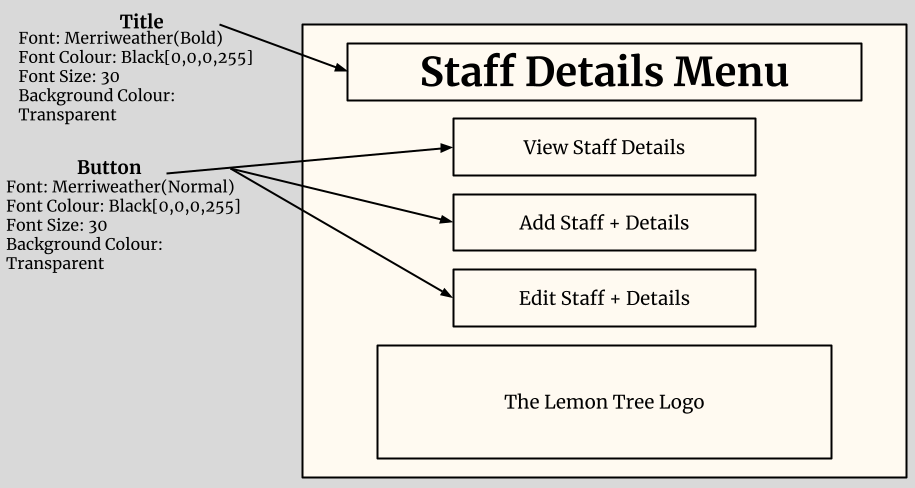 Title
Font: Merriweather(Bold)
Font Colour: Black[0,0,0,255]
Font Size: 30
Background Colour:
Transparent
Button
Font: Merriweather(Normal)
Font Colour: Black[0,0,0,255]
Font Size: 30
Background Colour:
Transparent
Staff Details Menu
View Staff Details
Add Staff + Details
Edit Staff + Details
The Lemon Tree Logo